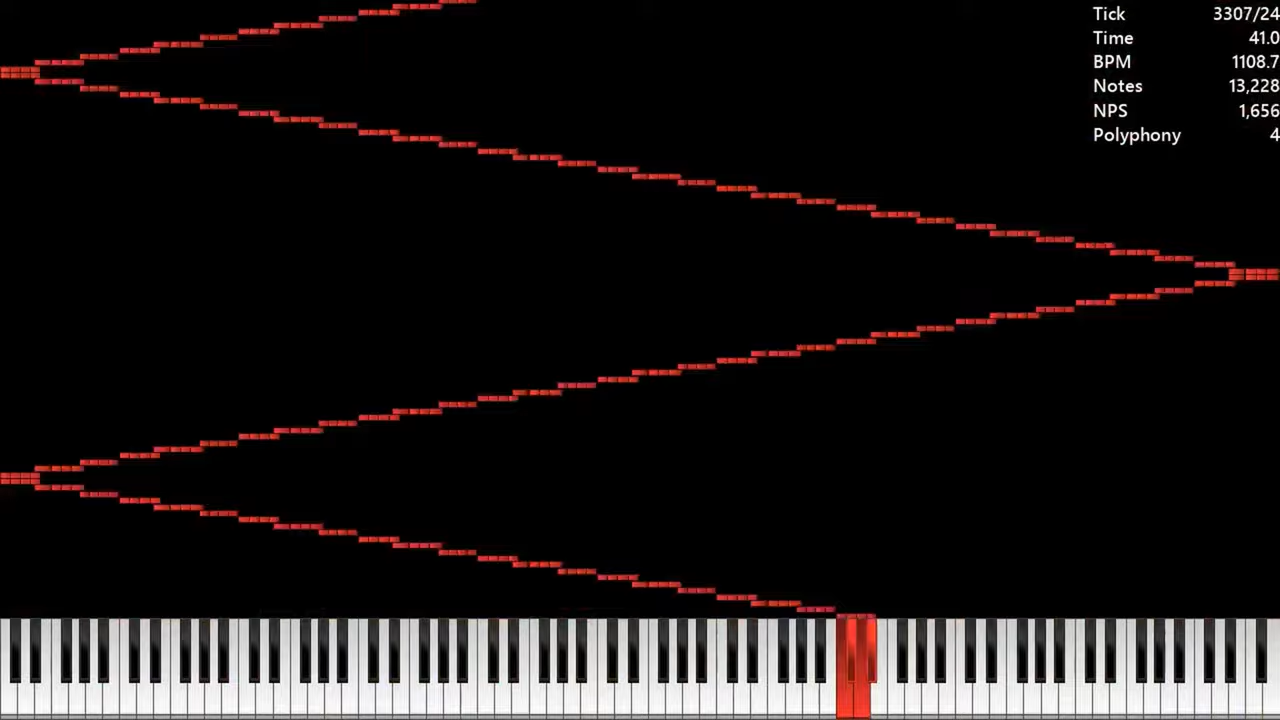 Tick 3307/24
Time 41.0
BPM 1108.7
Notes 13,228
NPS 1,656
Polyphony 4